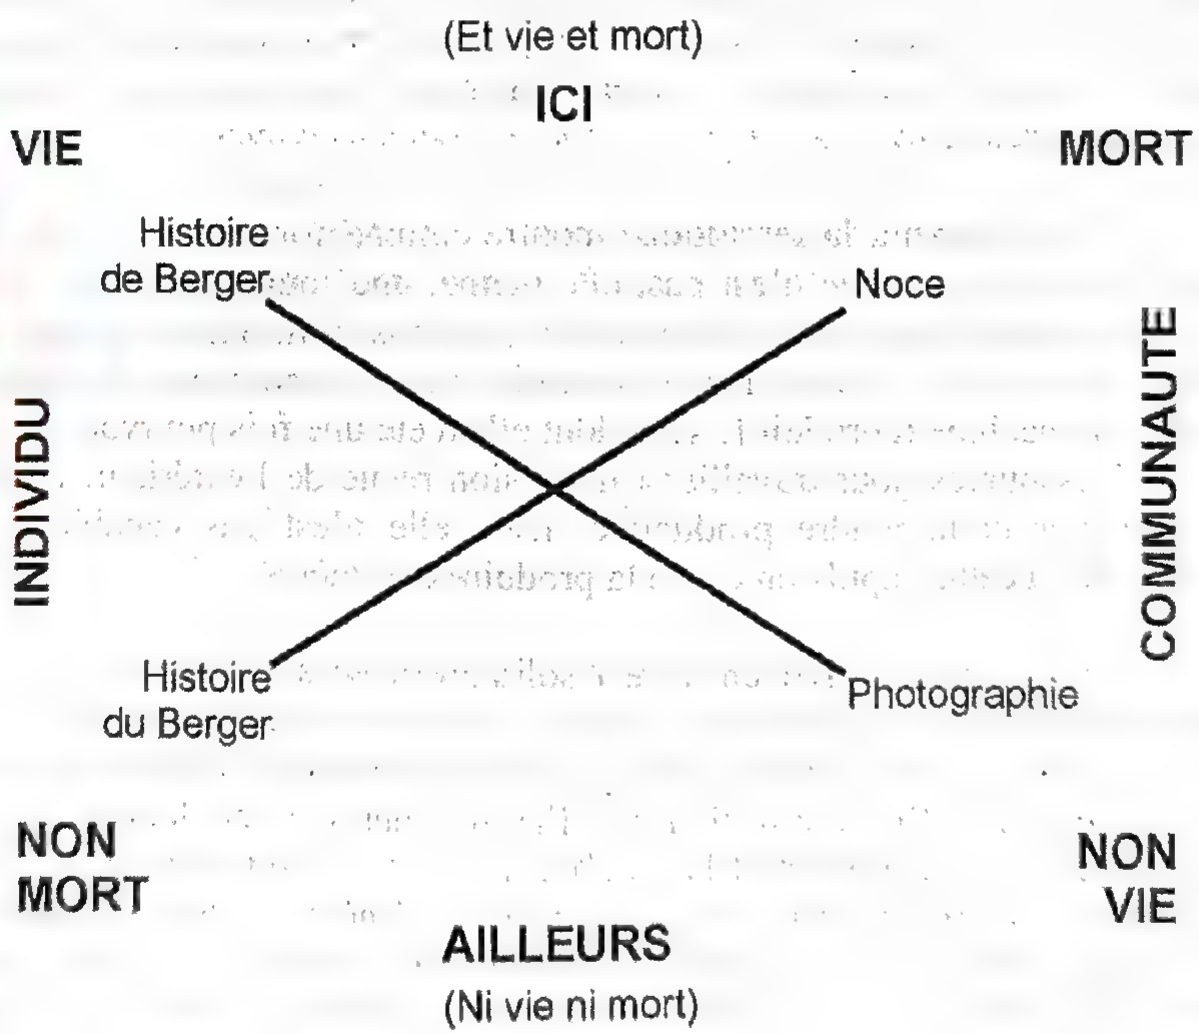 (Et vie et mort)
ICI
VIE
MORT
Histoire
de Berger
Noce
INDIVIDU
COMMUNAUTE
Histoire
du Berger
Photographie
NON
MORT
NON
VIE
AILLEURS
(Ni vie ni mort)